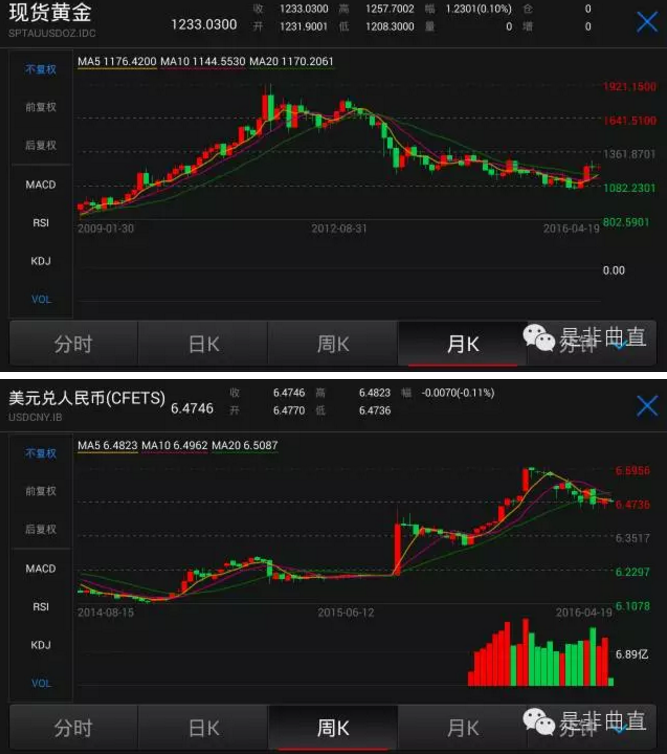 现货黄金
SPTAUUSDOZ.IDC
1233.0300
收 1233.0300 高 1257.7002 幅 1.2301(0.10%) 仓 0
开 1231.9001 低 1208.3000 量 0 增 0
不复权
前复权
后复权
MACD
RSI
KDJ
VOL
MA5 1176.4200 MA10 1144.5530 MA20 1170.2061
1921.1500
1641.5100
1361.8701
1082.2301
802.5901
2009-01-30 2012-08-31 2016-04-19
0.00
分时 日K 周K 月K 分钟
是非曲直
美元兑人民币(CFETS)
USDCNY.IB
6.4746
收 6.4746 高 6.4823 幅 -0.0070(-0.11%)
开 6.4770 低 6.4736
不复权
前复权
后复权
MACD
RSI
KDJ
VOL
MA5 6.4823 MA10 6.4962 MA20 6.5087
6.5956
6.4736
6.3517
6.2297
6.1078
2014-08-15 2015-06-12 2016-04-19
6.89亿
分时 日K 周K 月K 分钟
是非曲直